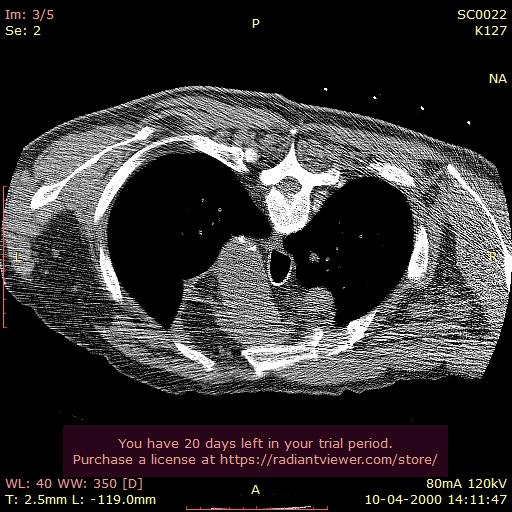 Im: 3/5
Se: 2
P
SC0022
K127
NA
L
R
You have 20 days left in your trial period.
Purchase a license at https://radiantviewer.com/store/
WL: 40 WW: 350 [D]
T: 2.5mm L: -119.0mm
A
80mA 120kV
10-04-2000 14:11:47